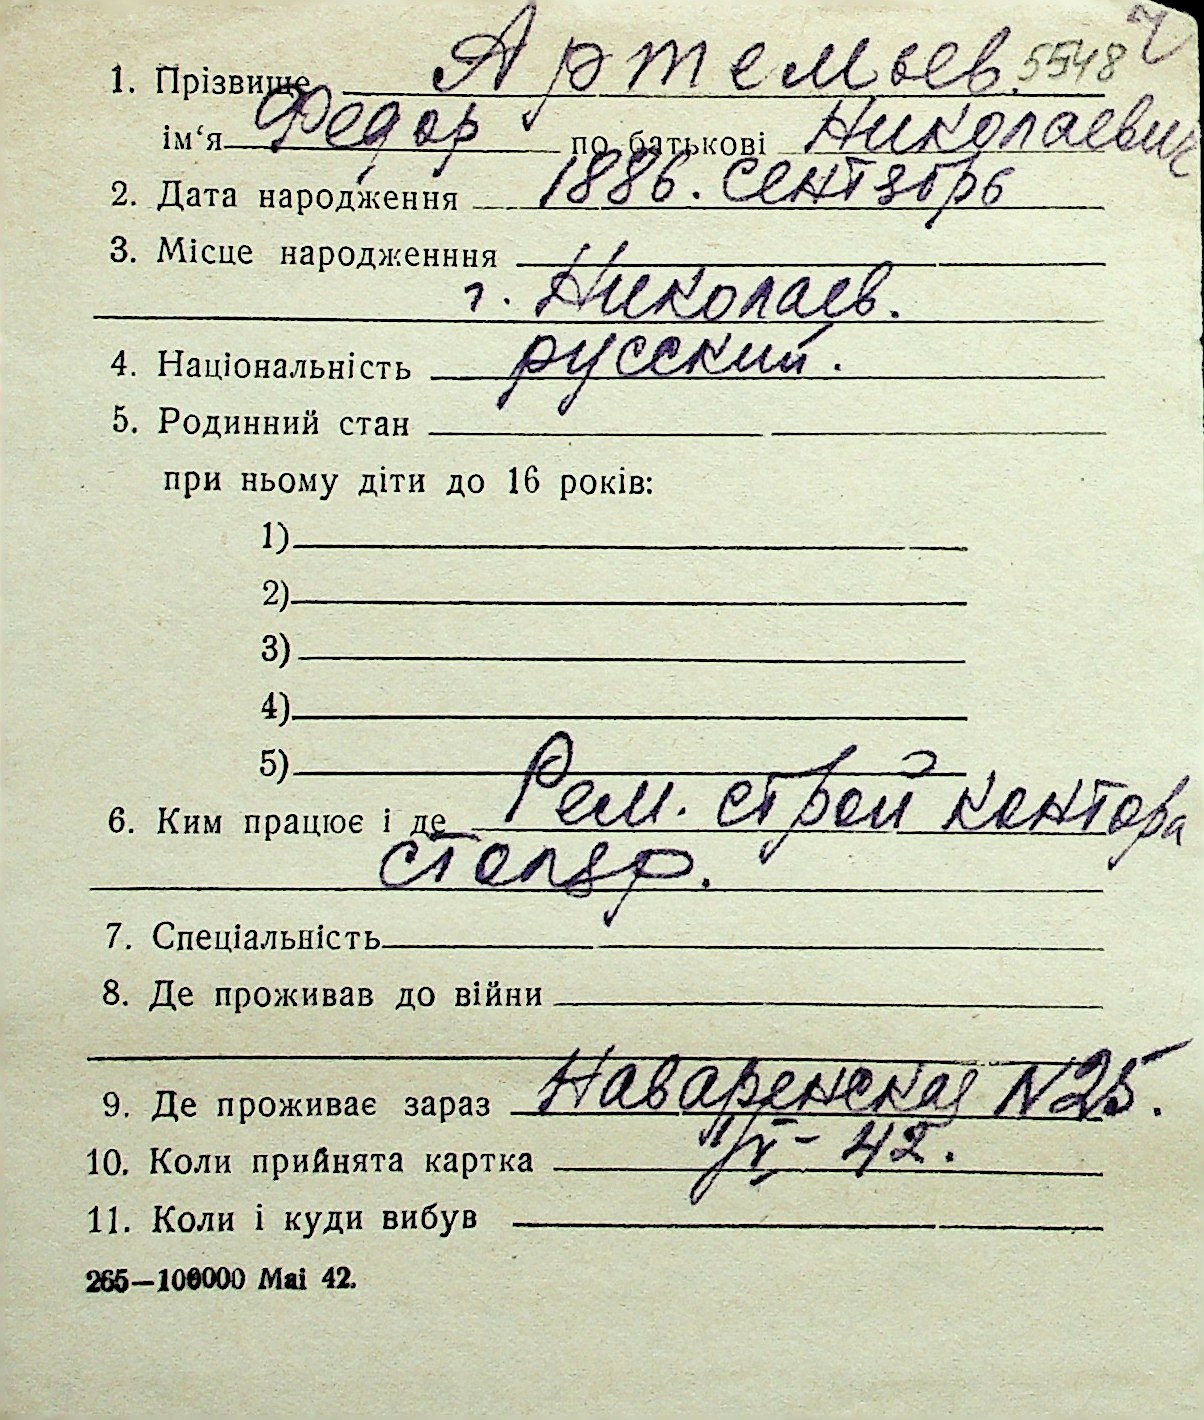 1. Прізвище Артемьев. 5548
ім‘я Федор по батькові Николаевич
2. Дата народження 1886. сентябрь
3. Місце народженння
г. Николаев.
4. Національність русский.
5. Родинний стан
при ньому діти до 16 років:
1)
2)
3)
4)
5)
6. Ким працює і де Рем. строй контора
столяр.
7. Спеціальність
8. Де проживав до війни
9. Де проживає зараз Наваренская N 25.
10. Коли прийнята картка 42.
11. Коли і куди вибув
265—100000 Mai 42.